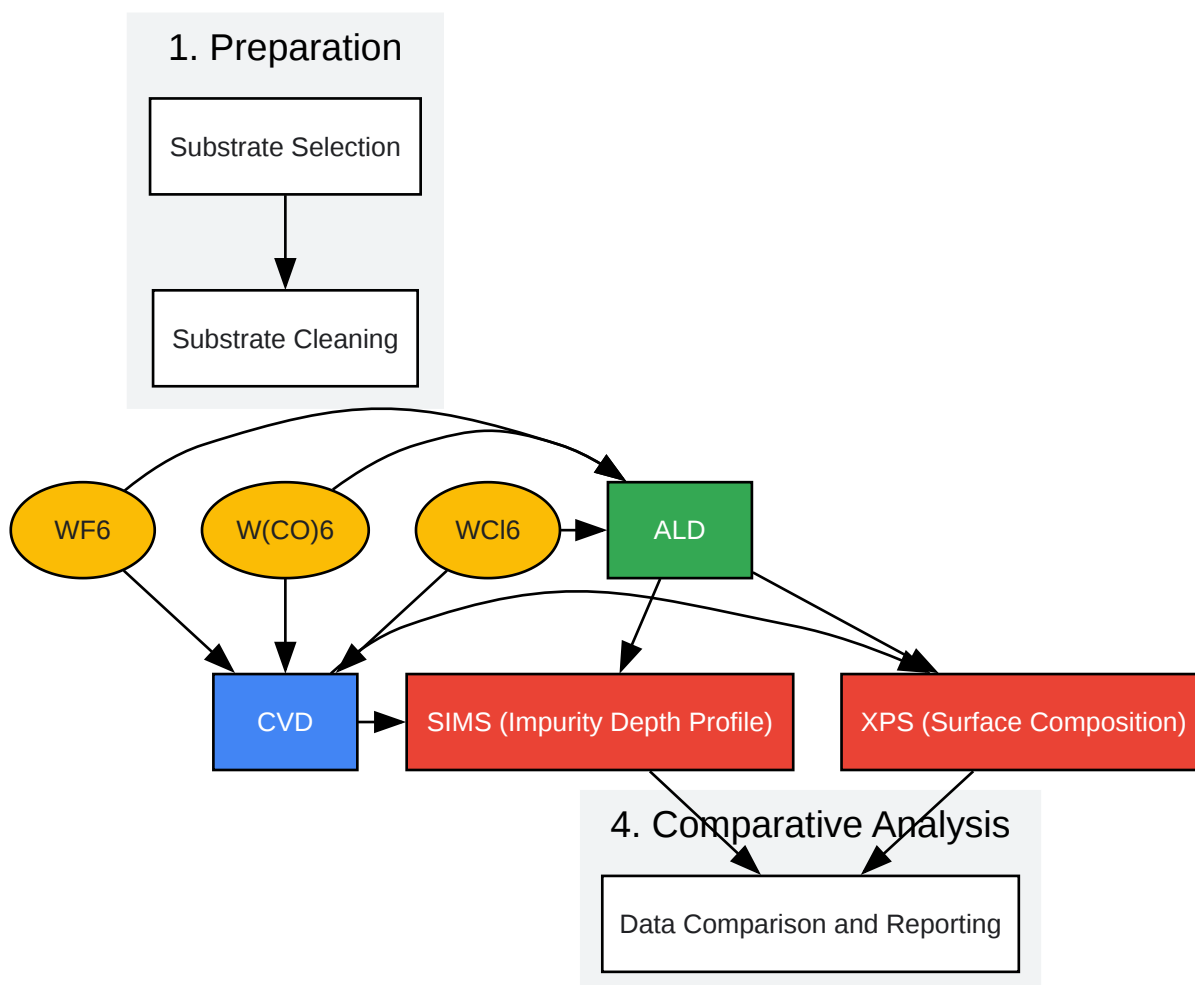 1. Preparation
Substrate Selection
Substrate Cleaning
WF6
W(CO)6
WCl6
ALD
CVD
SIMS (Impurity Depth Profile)
XPS (Surface Composition)
4. Comparative Analysis
Data Comparison and Reporting